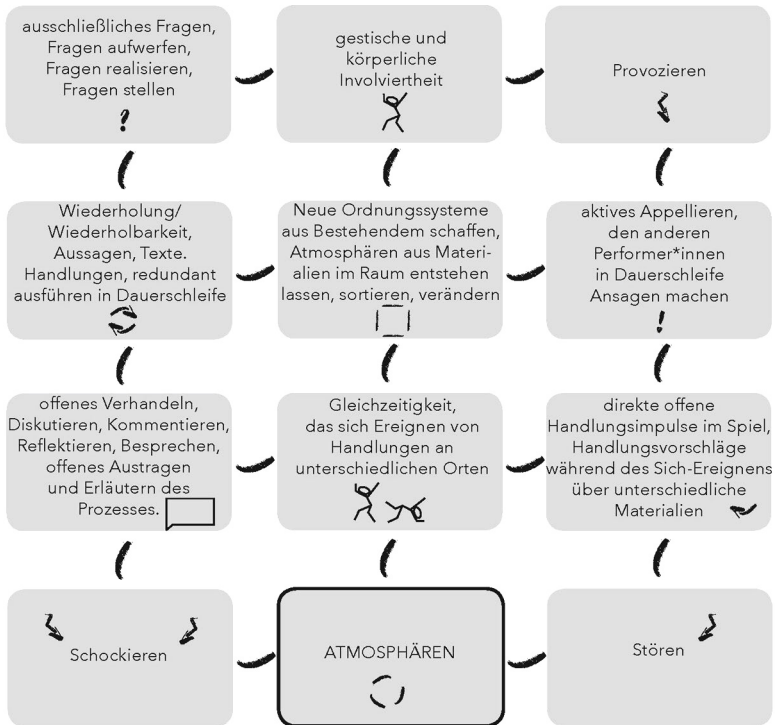 ausschließliches Fragen,
Fragen aufwerfen,
Fragen realisieren,
Fragen stellen
?
gestische und
körperliche
Involviertheit
Provozieren
Wiederholung/
Wiederholbarkeit,
Aussagen, Texte.
Handlungen, redundant
ausführen in Dauerschleife
Neue Ordnungssysteme
aus Bestehendem schaffen,
Atmosphären aus Materi-
alien im Raum entstehen
lassen, sortieren, verändern
aktives Appellieren,
den anderen
Performer*innen
in Dauerschleife
Ansagen machen
!
offenes Verhandeln,
Diskutieren, Kommentieren,
Reflektieren, Besprechen,
offenes Austragen
und Erläutern des
Prozesses.
Gleichzeitigkeit,
das sich Ereignen von
Handlungen an
unterschiedlichen Orten
direkte offene
Handlungsimpulse im Spiel,
Handlungsvorschläge
während des Sich-Ereignens
über unterschiedliche
Materialien
Schockieren
ATMOSPHÄREN
Stören